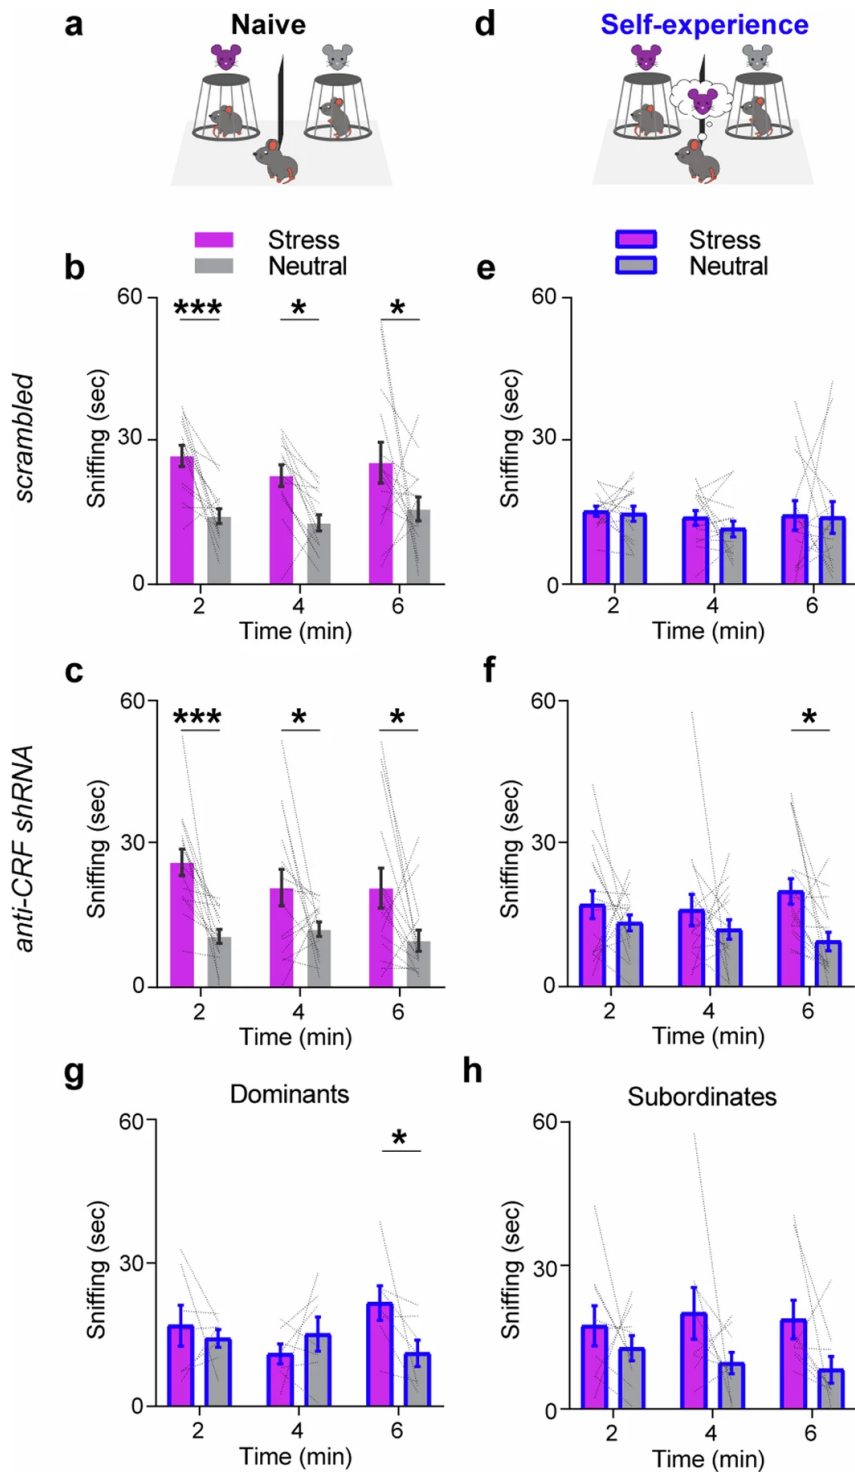 a Naive
d Self-experience
Stress
Neutral
Stress
Neutral
b
scrambled
60
30
0
Sniffing (sec)
***
*
*
2 4 6
Time (min)
e
60
30
0
Sniffing (sec)
2 4 6
Time (min)
c
anti-CRF shRNA
60
30
0
Sniffing (sec)
***
*
*
2 4 6
Time (min)
f
60
30
0
Sniffing (sec)
*
2 4 6
Time (min)
g
Dominants
60
30
0
Sniffing (sec)
*
2 4 6
Time (min)
h
Subordinates
60
30
0
Sniffing (sec)
2 4 6
Time (min)